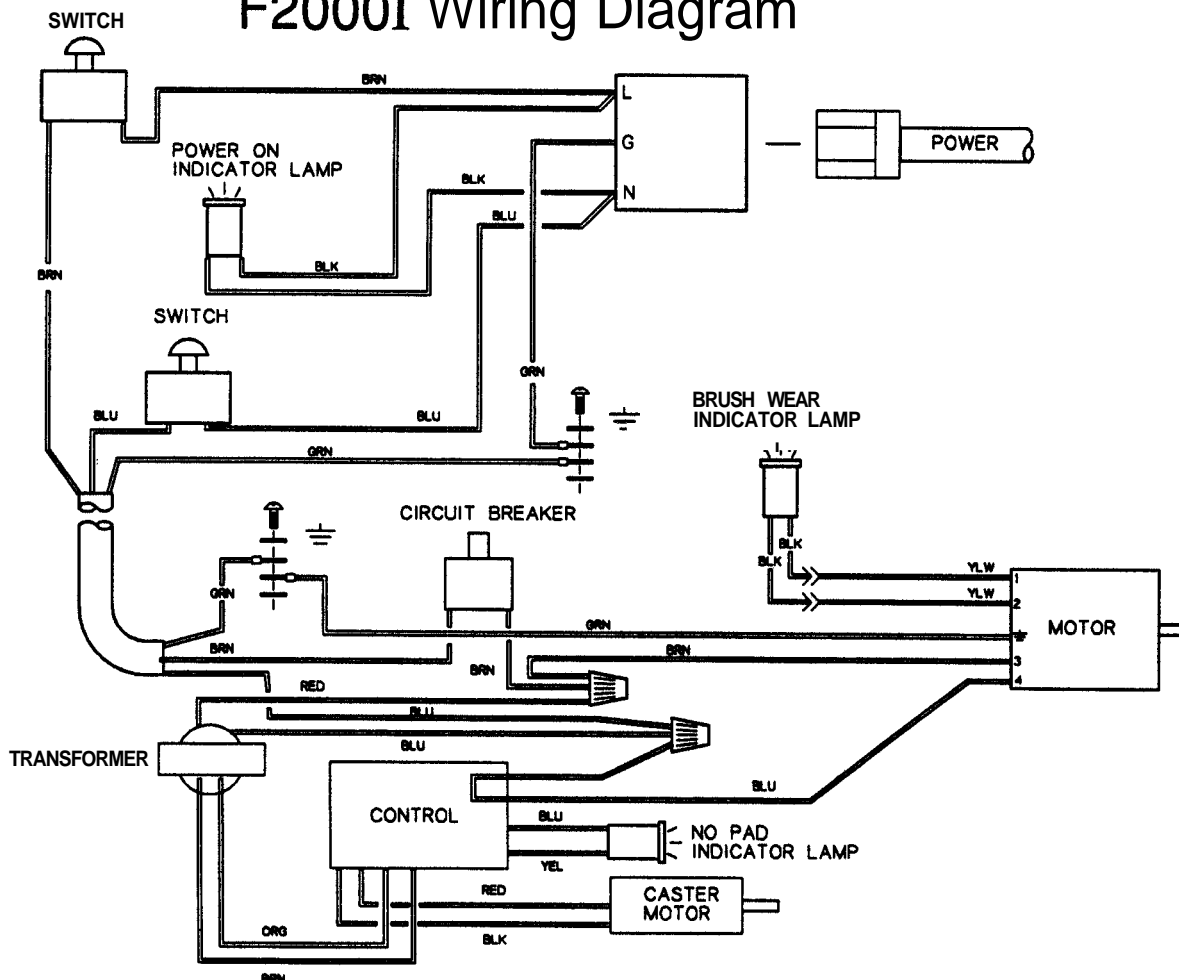 F2000I Wiring Diagram
SWITCH
BRN
L
POWER ON
INDICATOR LAMP
G
POWER
BLK
N
BLU
BLK
BRN
SWITCH
GRN
BRUSH WEAR
INDICATOR LAMP
BLU
BLU
GRN
CIRCUIT BREAKER
BLK
BLK
YLW
1
YLW
2
GRN
GRN
MOTOR
BRN
BRN
3
BRN
4
RED
BLU
BLU
TRANSFORMER
BLU
CONTROL
BLU
NO PAD
INDICATOR LAMP
YEL
RED
CASTER
MOTOR
ORG
BLK
BRN